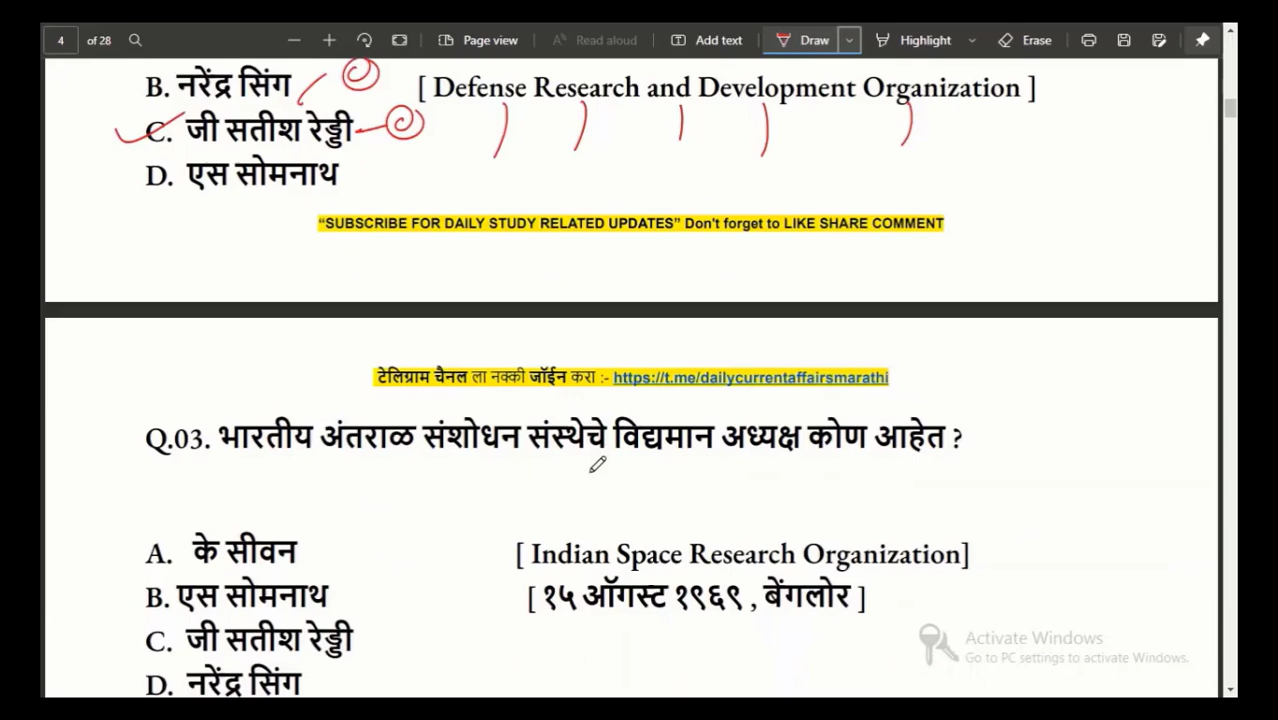 4 of 28 Page view Read aloud Add text Draw Highlight Erase
B. नरेंद्र सिंग [ Defense Research and Development Organization ]
C. जी सतीश रेड्डी
D. एस सोमनाथ
“SUBSCRIBE FOR DAILY STUDY RELATED UPDATES” Don't forget to LIKE SHARE COMMENT
टेलिग्राम चैनल ला नक्की जॉईन करा :- https://t.me/dailycurrentaffairsmarathi
Q.03. भारतीय अंतराळ संशोधन संस्थेचे विद्यमान अध्यक्ष कोण आहेत ?
A. के सीवन [ Indian Space Research Organization]
B. एस सोमनाथ [ १५ ऑगस्ट १९६९ , बेंगलोर ]
C. जी सतीश रेड्डी
D. नरेंद्र सिंग
Activate Windows
Go to PC settings to activate Windows.